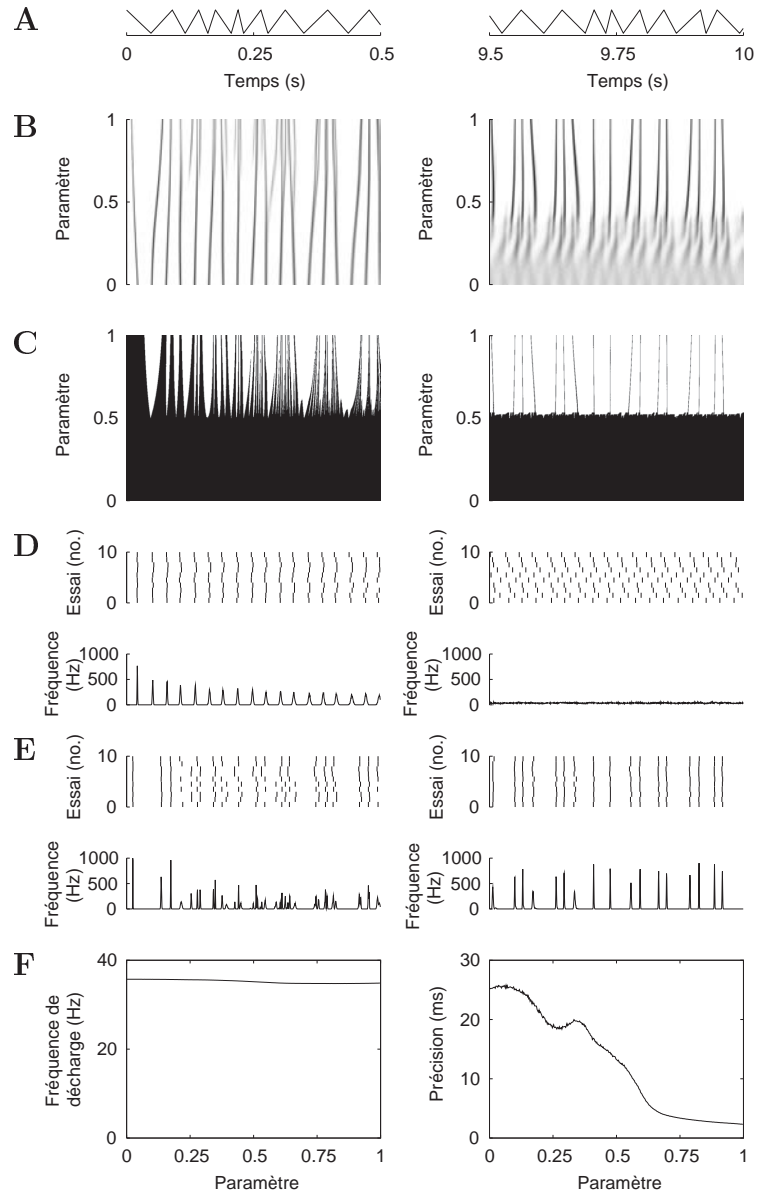 A
0 0.25 0.5
Temps (s)
9.5 9.75 10
Temps (s)
B
Paramètre
1
0.5
0
Paramètre
1
0.5
0
C
Paramètre
1
0.5
0
Paramètre
1
0.5
0
D
Essai (no.)
10
0
Essai (no.)
10
0
Fréquence
(Hz)
1000
500
0
Fréquence
(Hz)
1000
500
0
E
Essai (no.)
10
0
Essai (no.)
10
0
Fréquence
(Hz)
1000
500
0
Fréquence
(Hz)
1000
500
0
F
Fréquence de
décharge (Hz)
40
20
0
0 0.25 0.5 0.75 1
Paramètre
Précision (ms)
30
20
10
0
0 0.25 0.5 0.75 1
Paramètre